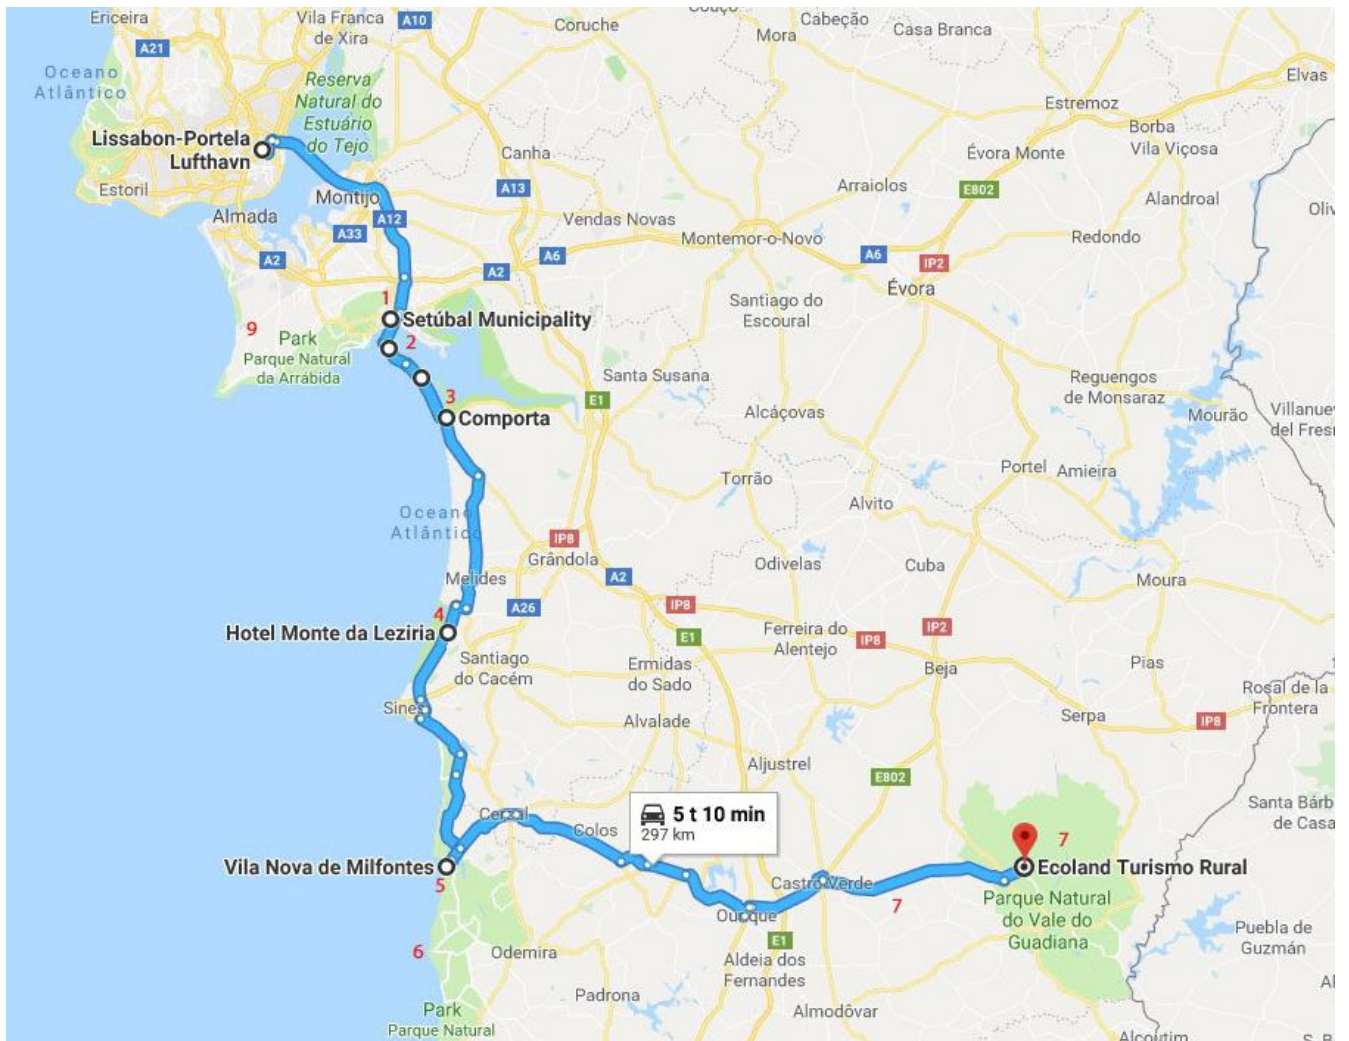 Ericeira
Vila Franca
de Xira
A10
Coruche
Mora
Cabeção
Casa Branca
A21
Oceano
Atlântico
Reserva
Natural do
Estuário
do Tejo
Elvas
Estremoz
Borba
Vila Viçosa
Lissabon-Portela
Lufthavn
Canha
Évora Monte
Estoril
Montijo
A13
Arraiolos
E802
Alandroal
Almada
A12
A33
Vendas Novas
Montemor-o-Novo
Redondo
A2
A2
A6
A6
IP2
Évora
1
Setúbal Municipality
Santiago do
Escoural
9
Park
Parque Natural
da Arrábida
2
3
Comporta
Santa Susana
E1
Alcáçovas
Reguengos
de Monsaraz
Mourão
Torrão
Portel
Amieira
Alvito
Oceano
Atlântico
IP8
Grândola
Odivelas
Cuba
Melides
A2
Moura
4
A26
IP8
Hotel Monte da Leziria
E1
Ferreira do
Alentejo
IP8
IP2
Santiago
do Cacém
Ermidas
do Sado
Beja
Pias
Rosal de la
Frontera
Sines
Alvalade
Serpa
IP8
Aljustrel
E802
Cercal
Colos
5 t 10 min
297 km
7
Vila Nova de Milfontes
5
Castro Verde
Ecoland Turismo Rural
7
Parque Natural
do Vale do
Guadiana
Ourique
E1
Puebla de
Guzmán
6
Odemira
Aldeia dos
Fernandes
Padrona
Almodôvar
Park
Parque Natural
Alcoutim